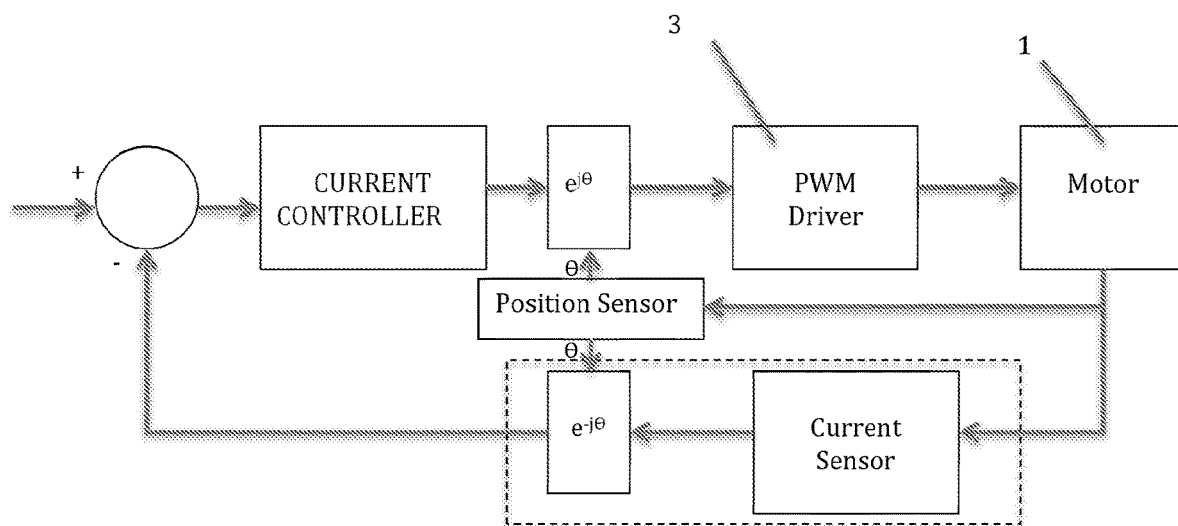 3
1
+
CURRENT
CONTROLLER
e^jθ
PWM
Driver
Motor
-
θ
Position Sensor
θ
e^-jθ
Current
Sensor